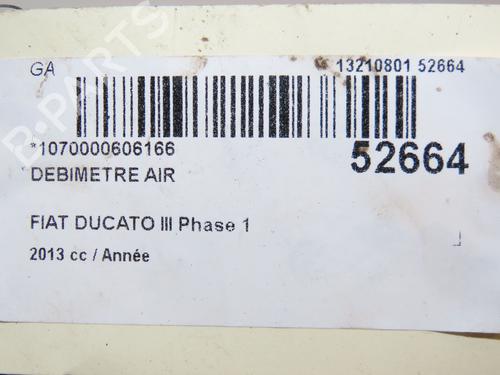 GA 13210801 52664
*1070000606166
52664
DEBIMETRE AIR
FIAT DUCATO III Phase 1
2013 cc / Année